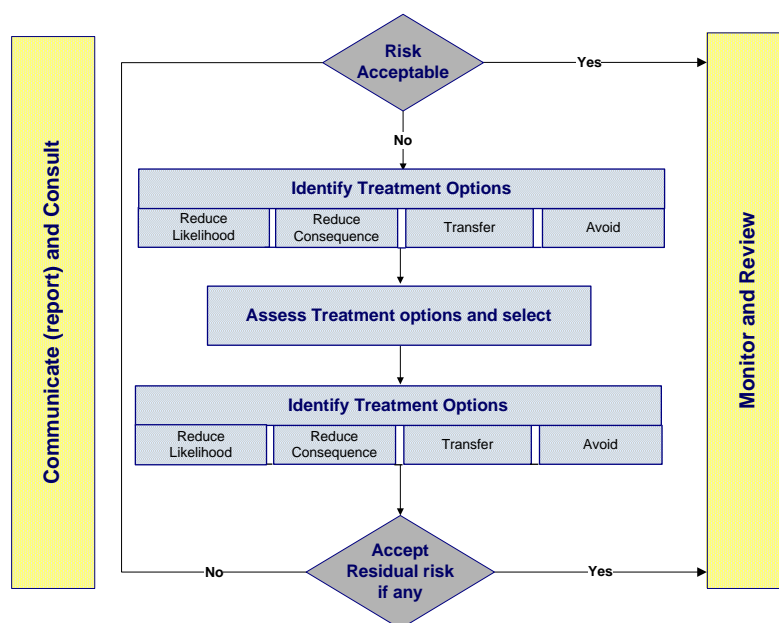 Communicate (report) and Consult
Risk
Acceptable
Yes
No
Identify Treatment Options
Reduce
Likelihood
Reduce
Consequence
Transfer
Avoid
Assess Treatment options and select
Identify Treatment Options
Reduce
Likelihood
Reduce
Consequence
Transfer
Avoid
Accept
Residual risk
if any
No
Yes
Monitor and Review